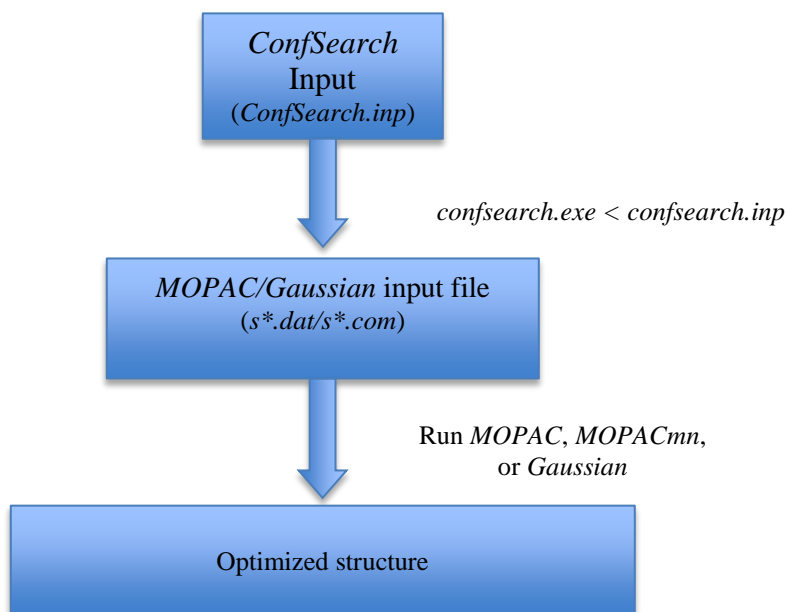 ConfSearch
Input
(ConfSearch.inp)
confsearch.exe < confsearch.inp
MOPAC/Gaussian input file
(s*.dat/s*.com)
Run MOPAC, MOPACmn,
or Gaussian
Optimized structure